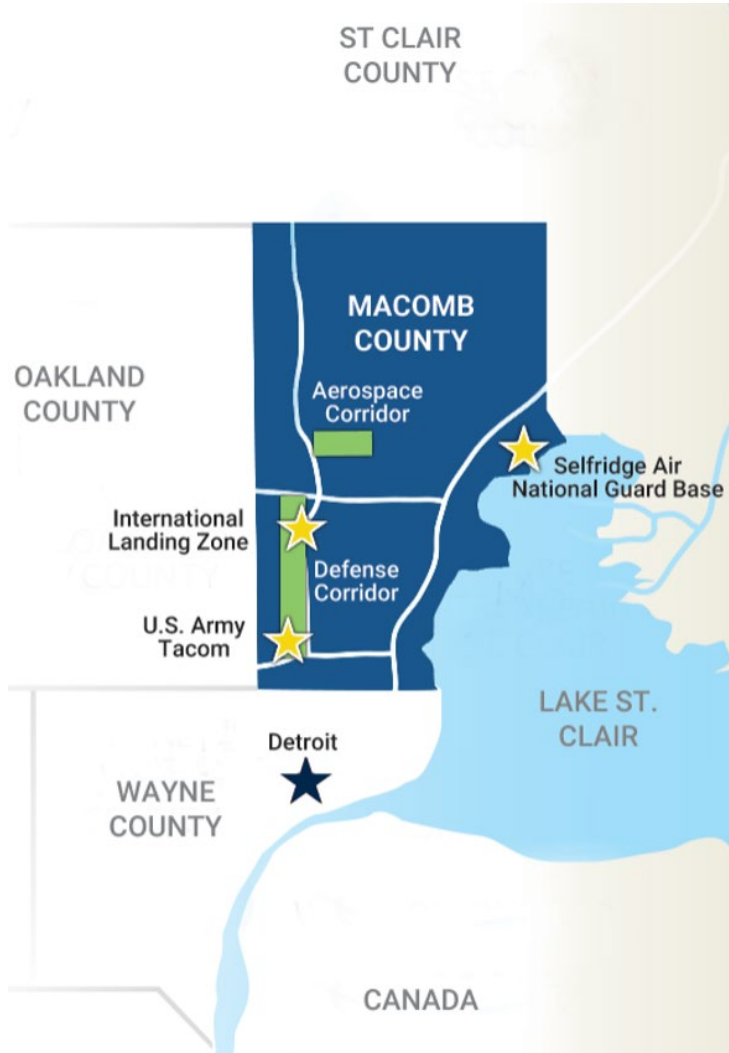 ST CLAIR
COUNTY
MACOMB
COUNTY
OAKLAND
COUNTY
Aerospace
Corridor
Selfridge Air
National Guard Base
International
Landing Zone
Defense
Corridor
U.S. Army
Tacom
LAKE ST.
CLAIR
Detroit
WAYNE
COUNTY
CANADA